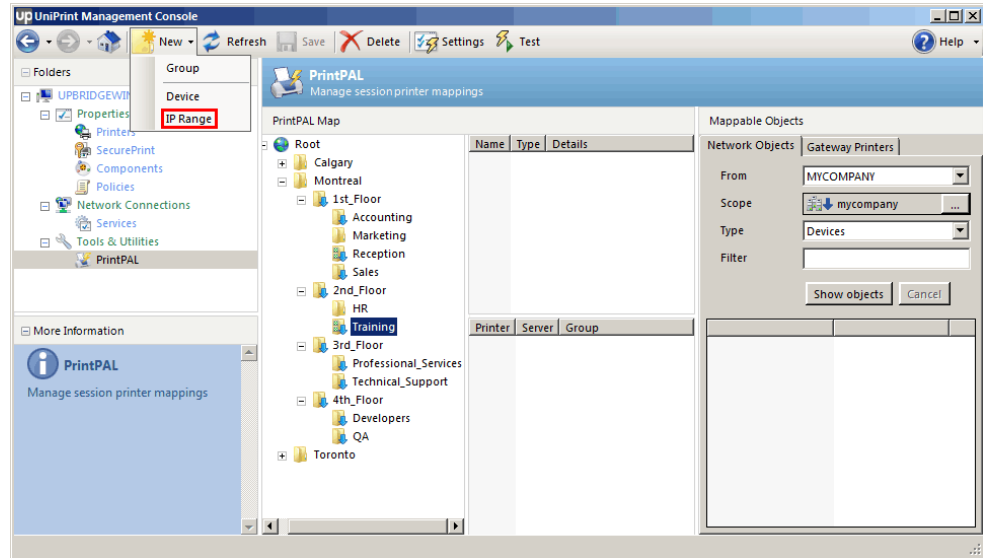 UniPrint Management Console
New
Refresh
Save
Delete
Settings
Test
Help
Group
Device
IP Range
Folders
UPBRIDGEWIN
Properties
Printers
SecurePrint
Components
Policies
Network Connections
Services
Tools & Utilities
PrintPAL
More Information
PrintPAL
Manage session printer mappings
PrintPAL
Manage session printer mappings
PrintPAL Map
Root
Calgary
Montreal
1st_Floor
Accounting
Marketing
Reception
Sales
2nd_Floor
HR
Training
3rd_Floor
Professional_Services
Technical_Support
4th_Floor
Developers
QA
Toronto
Name Type Details
Printer Server Group
Mappable Objects
Network Objects Gateway Printers
From MYCOMPANY
Scope mycompany ...
Type Devices
Filter
Show objects Cancel